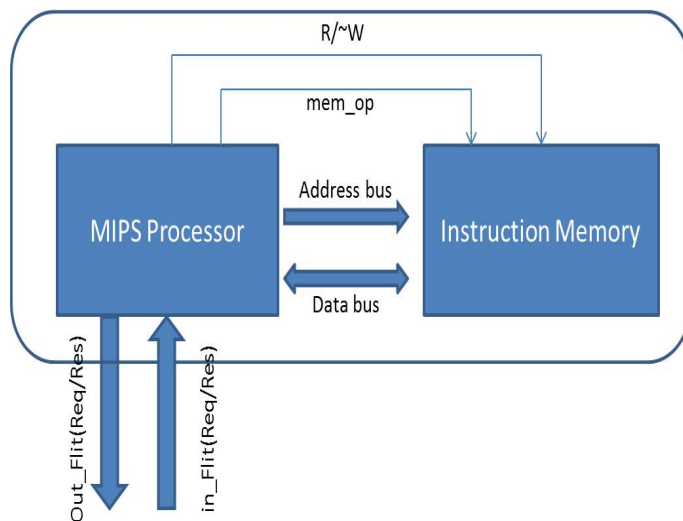 R/~W
mem_op
Address bus
MIPS Processor
Instruction Memory
Data bus
Out_Flit(Req/Res)
in_Flit(Req/Res)